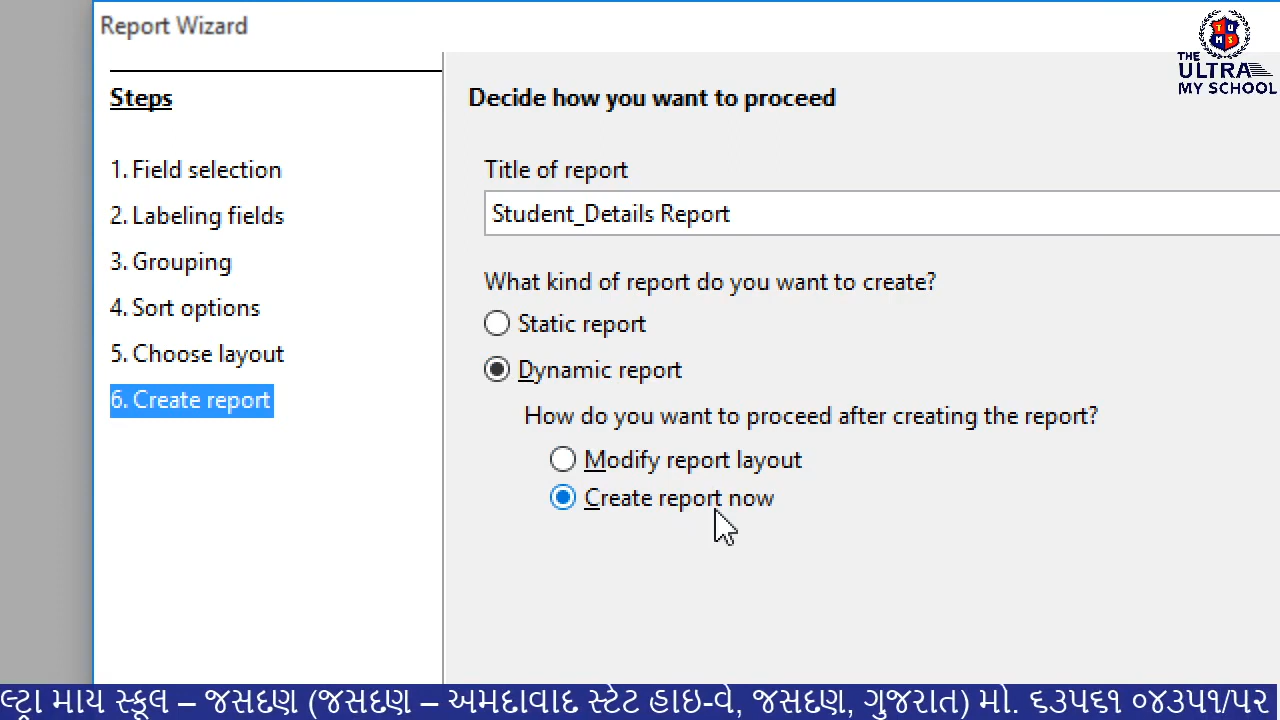 Report Wizard
THE
ULTRA
MY SCHOOL
T U
M S
Steps
1. Field selection
2. Labeling fields
3. Grouping
4. Sort options
5. Choose layout
6. Create report
Decide how you want to proceed
Title of report
Student_Details Report
What kind of report do you want to create?
Static report
Dynamic report
How do you want to proceed after creating the report?
Modify report layout
Create report now
લ્ટ્રા માય સ્કૂલ – જસદણ (જસદણ – અમદાવાદ સ્ટેટ હાઇ-વે, જસદણ, ગુજરાત) મો. ૬૩૫૬૧ ૦૪૩૫૧/૫૨